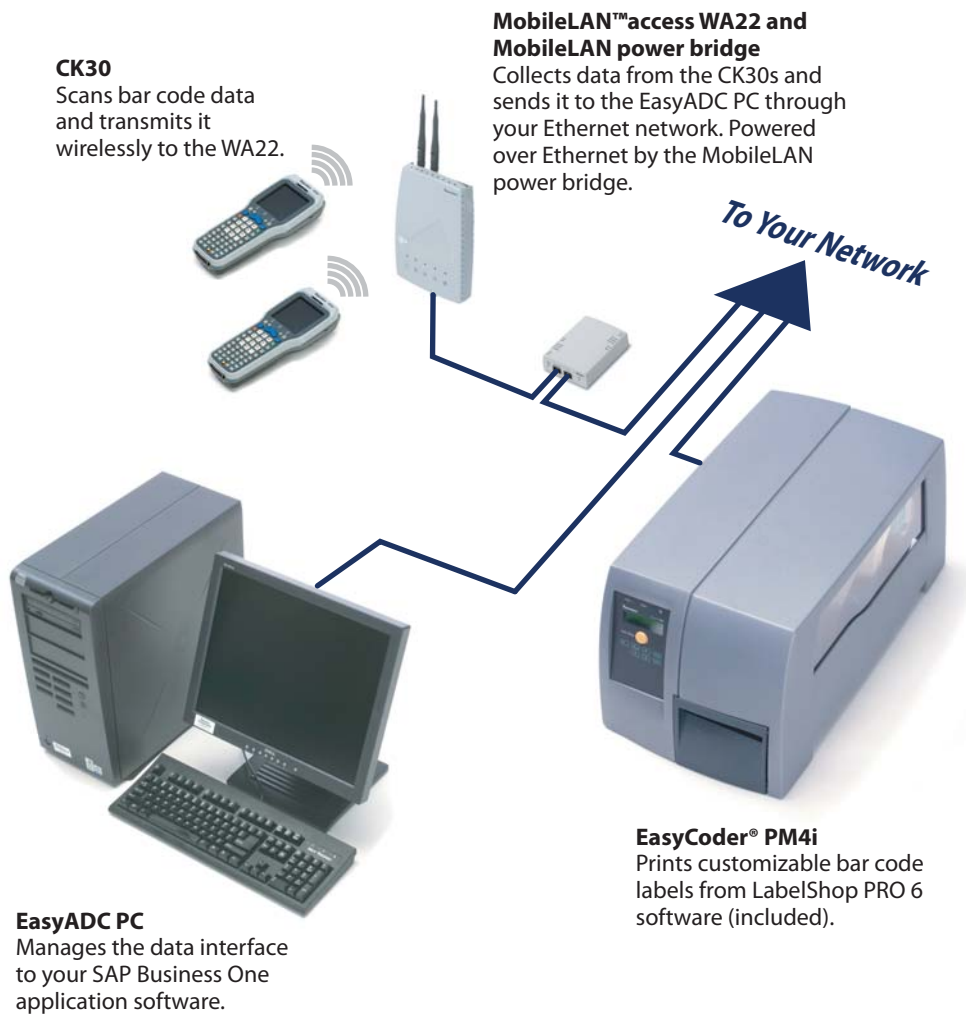 MobileLAN™access WA22 and
MobileLAN power bridge
Collects data from the CK30s and
sends it to the EasyADC PC through
your Ethernet network. Powered
over Ethernet by the MobileLAN
power bridge.
CK30
Scans bar code data
and transmits it
wirelessly to the WA22.
To Your Network
EasyCoder® PM4i
Prints customizable bar code
labels from LabelShop PRO 6
software (included).
EasyADC PC
Manages the data interface
to your SAP Business One
application software.